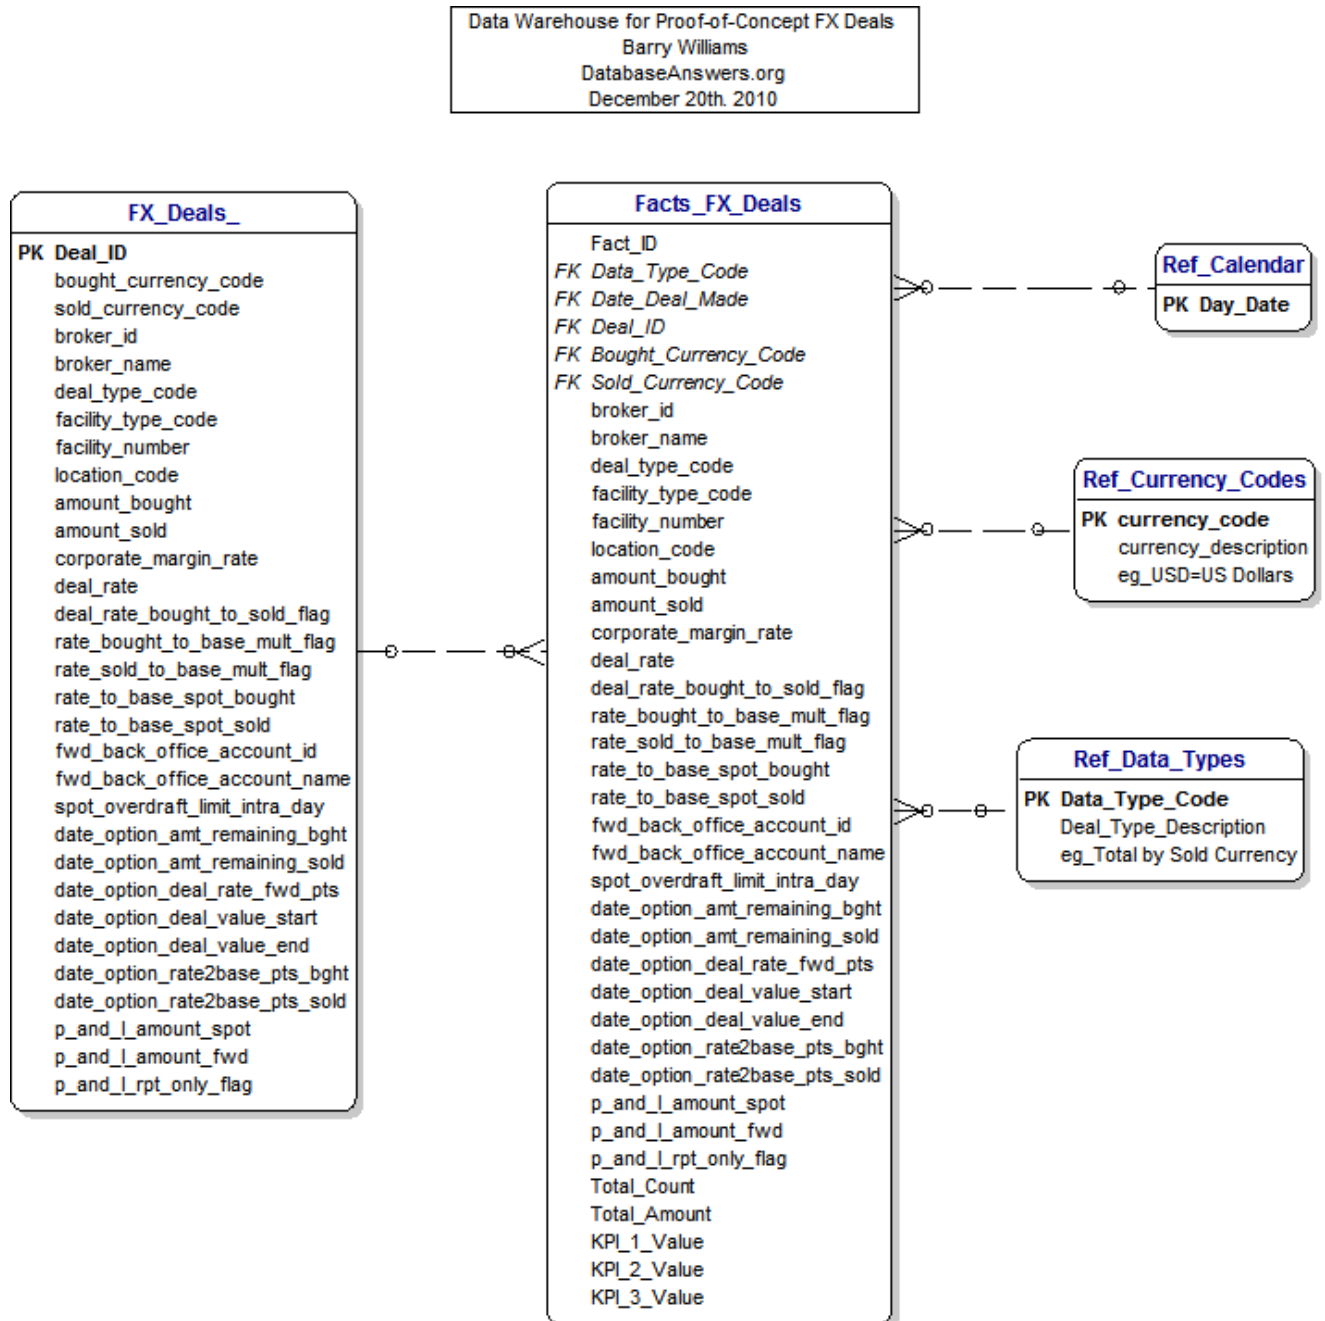 Data Warehouse for Proof-of-Concept FX Deals
Barry Williams
DatabaseAnswers.org
December 20th. 2010
FX_Deals_
PK Deal_ID
bought_currency_code
sold_currency_code
broker_id
broker_name
deal_type_code
facility_type_code
facility_number
location_code
amount_bought
amount_sold
corporate_margin_rate
deal_rate
deal_rate_bought_to_sold_flag
rate_bought_to_base_mult_flag
rate_sold_to_base_mult_flag
rate_to_base_spot_bought
rate_to_base_spot_sold
fwd_back_office_account_id
fwd_back_office_account_name
spot_overdraft_limit_intra_day
date_option_amt_remaining_bght
date_option_amt_remaining_sold
date_option_deal_rate_fwd_pts
date_option_deal_value_start
date_option_deal_value_end
date_option_rate2base_pts_bght
date_option_rate2base_pts_sold
p_and_l_amount_spot
p_and_l_amount_fwd
p_and_l_rpt_only_flag
Facts_FX_Deals
Fact_ID
FK Data_Type_Code
FK Date_Deal_Made
FK Deal_ID
FK Bought_Currency_Code
FK Sold_Currency_Code
broker_id
broker_name
deal_type_code
facility_type_code
facility_number
location_code
amount_bought
amount_sold
corporate_margin_rate
deal_rate
deal_rate_bought_to_sold_flag
rate_bought_to_base_mult_flag
rate_sold_to_base_mult_flag
rate_to_base_spot_bought
rate_to_base_spot_sold
fwd_back_office_account_id
fwd_back_office_account_name
spot_overdraft_limit_intra_day
date_option_amt_remaining_bght
date_option_amt_remaining_sold
date_option_deal_rate_fwd_pts
date_option_deal_value_start
date_option_deal_value_end
date_option_rate2base_pts_bght
date_option_rate2base_pts_sold
p_and_l_amount_spot
p_and_l_amount_fwd
p_and_l_rpt_only_flag
Total_Count
Total_Amount
KPI_1_Value
KPI_2_Value
KPI_3_Value
Ref_Calendar
PK Day_Date
Ref_Currency_Codes
PK currency_code
currency_description
eg_USD=US Dollars
Ref_Data_Types
PK Data_Type_Code
Deal_Type_Description
eg_Total by Sold Currency